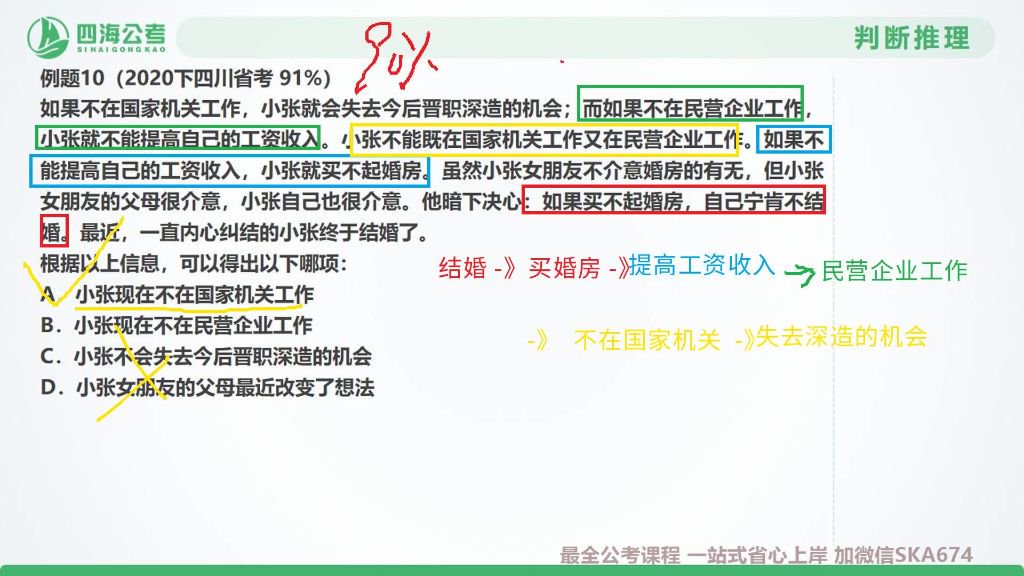 四海公考
SIHAIGONGKAO
判断推理
例题10（2020下四川省考 91%）
如果不在国家机关工作，小张就会失去今后晋职深造的机会；而如果不在民营企业工作，
小张就不能提高自己的工资收入。小张不能既在国家机关工作又在民营企业工作。如果不
能提高自己的工资收入，小张就买不起婚房。虽然小张女朋友不介意婚房的有无，但小张
女朋友的父母很介意，小张自己也很介意。他暗下决心：如果买不起婚房，自己宁肯不结
婚。最近，一直内心纠结的小张终于结婚了。
根据以上信息，可以得出以下哪项：
A．小张现在不在国家机关工作
B．小张现在不在民营企业工作
C．小张不会失去今后晋职深造的机会
D．小张女朋友的父母最近改变了想法
结婚 -》买婚房 -》提高工资收入 民营企业工作
-》 不在国家机关 -》失去深造的机会
最全公考课程 一站式省心上岸 加微信SKA674